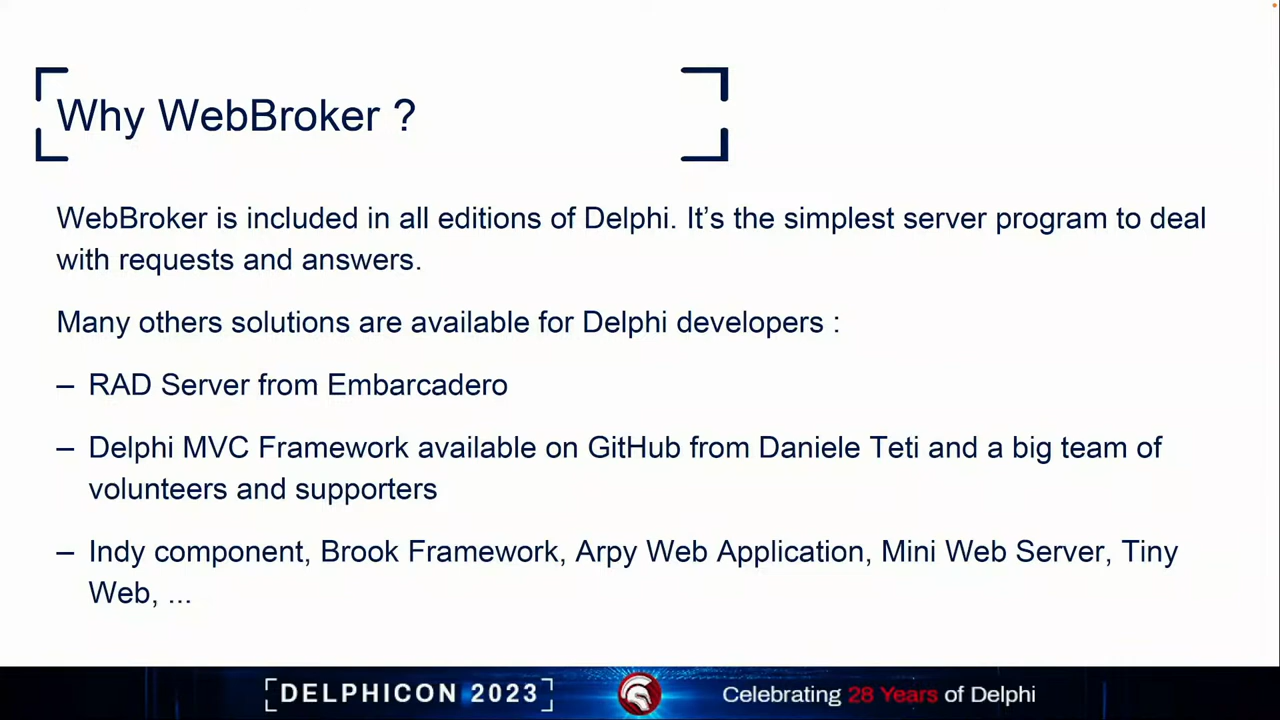 Why WebBroker ?
WebBroker is included in all editions of Delphi. It’s the simplest server program to deal
with requests and answers.
Many others solutions are available for Delphi developers :
– RAD Server from Embarcadero
– Delphi MVC Framework available on GitHub from Daniele Teti and a big team of
volunteers and supporters
– Indy component, Brook Framework, Arpy Web Application, Mini Web Server, Tiny
Web, ...
DELPHICON 2023
Celebrating 28 Years of Delphi